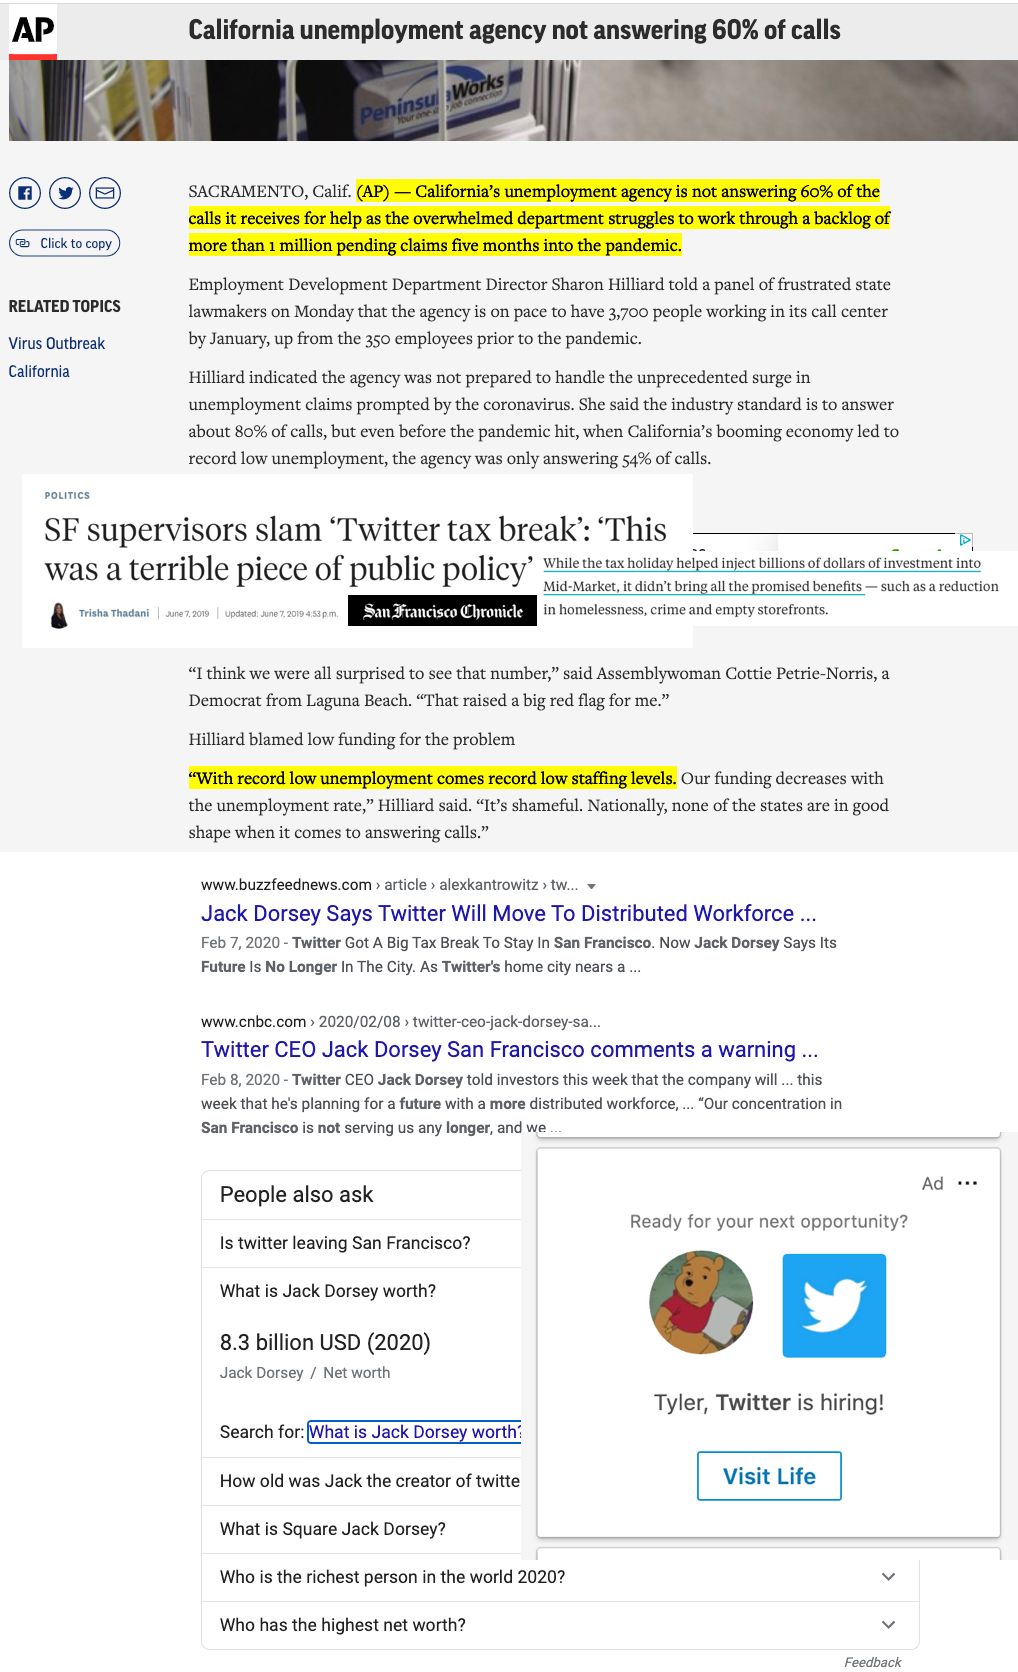 AP
California unemployment agency not answering 60% of calls
PeninsulaWorks
Your one-stop job connection
SACRAMENTO, Calif. (AP) — California's unemployment agency is not answering 60% of the
calls it receives for help as the overwhelmed department struggles to work through a backlog of
more than 1 million pending claims five months into the pandemic.
Click to copy
Employment Development Department Director Sharon Hilliard told a panel of frustrated state
lawmakers on Monday that the agency is on pace to have 3,700 people working in its call center
by January, up from the 350 employees prior to the pandemic.
RELATED TOPICS
Virus Outbreak
California
Hilliard indicated the agency was not prepared to handle the unprecedented surge in
unemployment claims prompted by the coronavirus. She said the industry standard is to answer
about 80% of calls, but even before the pandemic hit, when California's booming economy led to
record low unemployment, the agency was only answering 54% of calls.
POLITICS
SF supervisors slam 'Twitter tax break': 'This
was a terrible piece of public policy'
Trisha Thadani June 7, 2019 Updated: June 7, 2019 4:53 p.m.
San Francisco Chronicle
While the tax holiday helped inject billions of dollars of investment into
Mid-Market, it didn't bring all the promised benefits — such as a reduction
in homelessness, crime and empty storefronts.
"I think we were all surprised to see that number," said Assemblywoman Cottie Petrie-Norris, a
Democrat from Laguna Beach. "That raised a big red flag for me."
Hilliard blamed low funding for the problem
"With record low unemployment comes record low staffing levels. Our funding decreases with
the unemployment rate," Hilliard said. "It's shameful. Nationally, none of the states are in good
shape when it comes to answering calls."
www.buzzfeednews.com › article › alexkantrowitz › tw...
Jack Dorsey Says Twitter Will Move To Distributed Workforce ...
Feb 7, 2020 - Twitter Got A Big Tax Break To Stay In San Francisco. Now Jack Dorsey Says Its
Future Is No Longer In The City. As Twitter's home city nears a ...
www.cnbc.com › 2020/02/08 › twitter-ceo-jack-dorsey-sa...
Twitter CEO Jack Dorsey San Francisco comments a warning ...
Feb 8, 2020 - Twitter CEO Jack Dorsey told investors this week that the company will ... this
week that he's planning for a future with a more distributed workforce, ... "Our concentration in
San Francisco is not serving us any longer, and we ...
People also ask
Is twitter leaving San Francisco?
What is Jack Dorsey worth?
8.3 billion USD (2020)
Jack Dorsey / Net worth
Search for: What is Jack Dorsey worth?
How old was Jack the creator of twitte
What is Square Jack Dorsey?
Who is the richest person in the world 2020?
Who has the highest net worth?
Feedback
Ad
Ready for your next opportunity?
Tyler, Twitter is hiring!
Visit Life